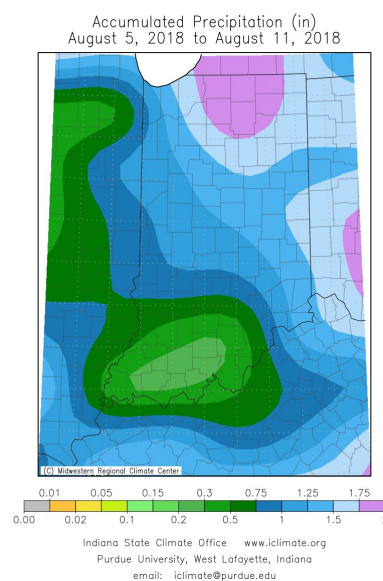 Accumulated Precipitation (in)
August 5, 2018 to August 11, 2018
(C) Midwestern Regional Climate Center
0.01 0.05 0.15 0.3 0.75 1.25 1.75
0.00 0.02 0.1 0.2 0.5 1 1.5
Indiana State Climate Office www.iclimate.org
Purdue University, West Lafayette, Indiana
email: iclimate@purdue.edu